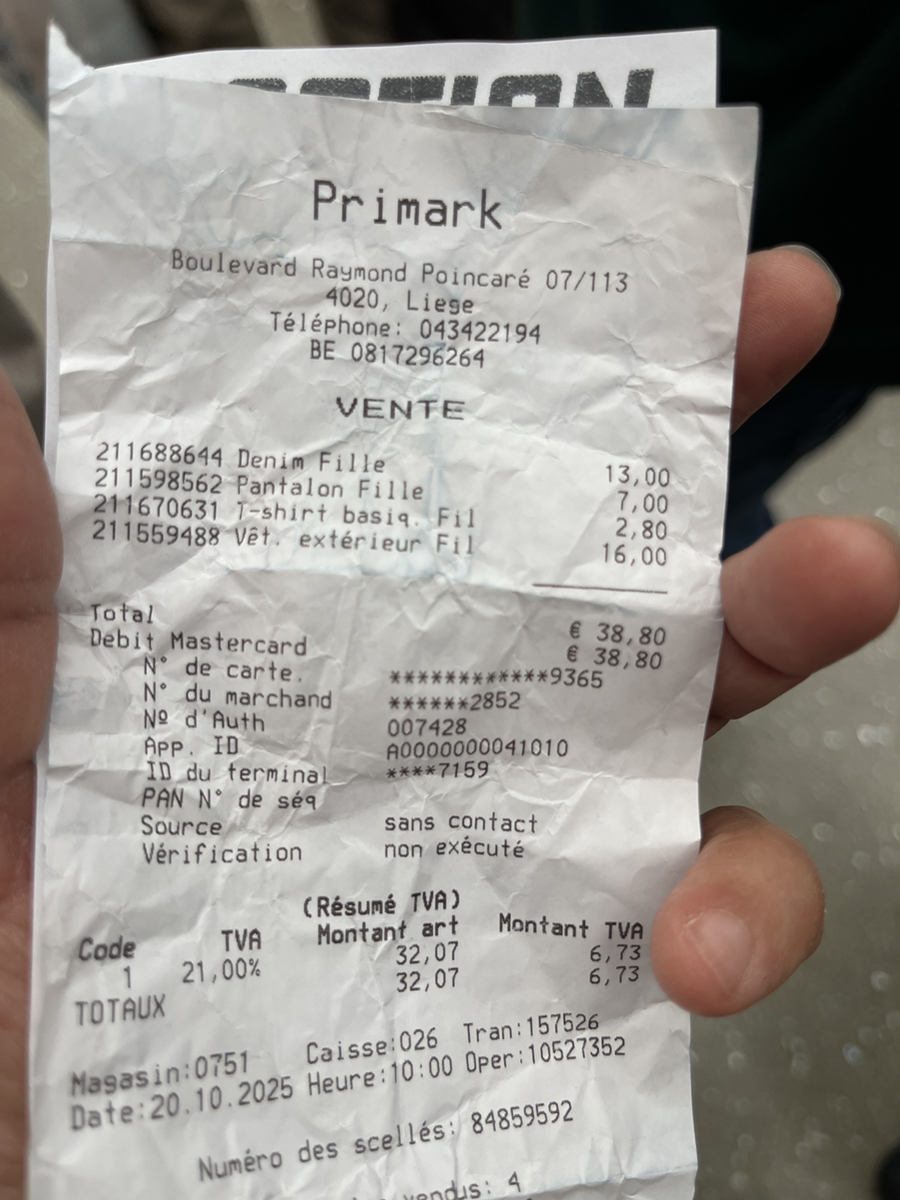 Primark
Boulevard Raymond Poincaré 07/113
4020, Liege
Téléphone: 043422194
BE 0817296264
VENTE
211688644 Denim Fille 13,00
211598562 Pantalon Fille 7,00
211670631 T-shirt basiq. Fil 2,80
211559488 Vêt. extérieur Fil 16,00
Total € 38,80
Debit Mastercard € 38,80
N° de carte. ************9365
N° du marchand ******2852
Nº d'Auth 007428
App. ID A0000000041010
ID du terminal ****7159
PAN N° de séq
Source sans contact
Vérification non exécuté
(Résumé TVA)
Code TVA Montant art Montant TVA
1 21,00% 32,07 6,73
TOTAUX 32,07 6,73
Magasin:0751 Caisse:026 Tran:157526
Date:20.10.2025 Heure:10:00 Oper:10527352
Numéro des scellés: 84859592
vendus: 4